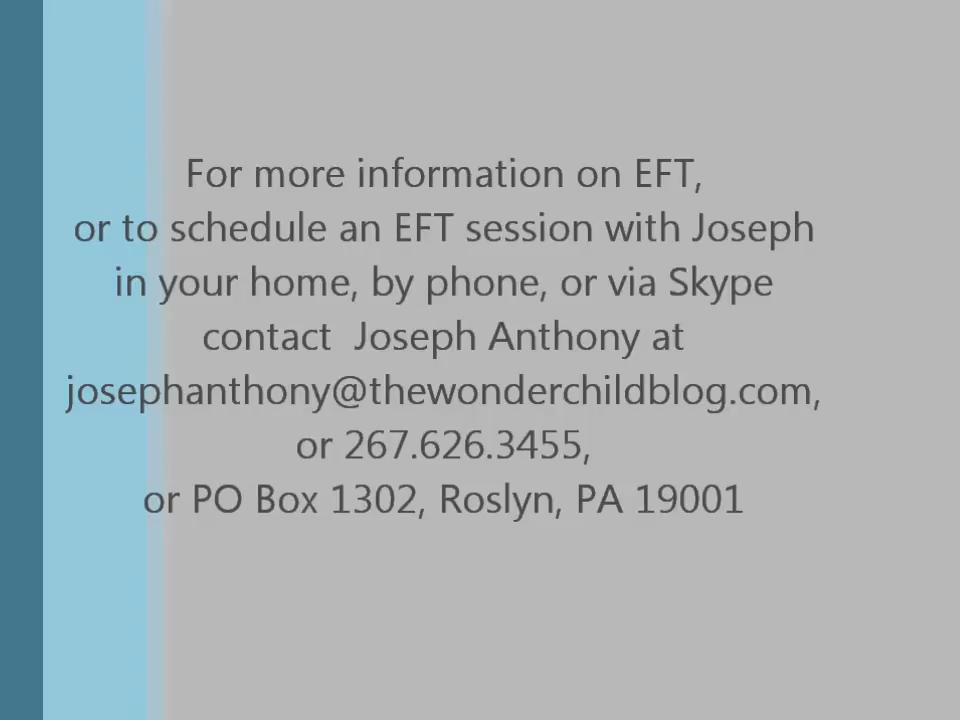 For more information on EFT,
or to schedule an EFT session with Joseph
in your home, by phone, or via Skype
contact  Joseph Anthony at
josephanthony@thewonderchildblog.com,
or 267.626.3455,
or PO Box 1302, Roslyn, PA 19001